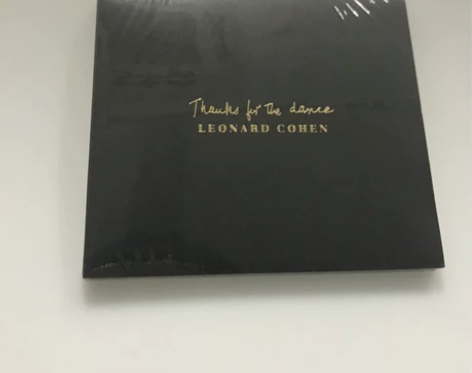 Thanks for the dance
LEONARD COHEN